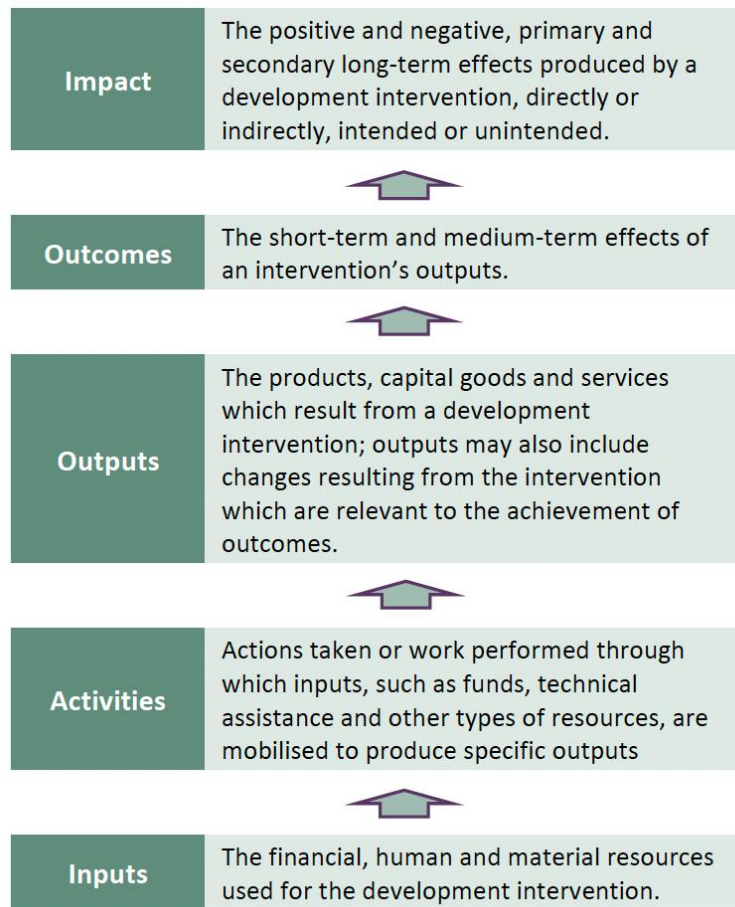 Impact
The positive and negative, primary and
secondary long-term effects produced by a
development intervention, directly or
indirectly, intended or unintended.
Outcomes
The short-term and medium-term effects of
an intervention’s outputs.
Outputs
The products, capital goods and services
which result from a development
intervention; outputs may also include
changes resulting from the intervention
which are relevant to the achievement of
outcomes.
Activities
Actions taken or work performed through
which inputs, such as funds, technical
assistance and other types of resources, are
mobilised to produce specific outputs
Inputs
The financial, human and material resources
used for the development intervention.